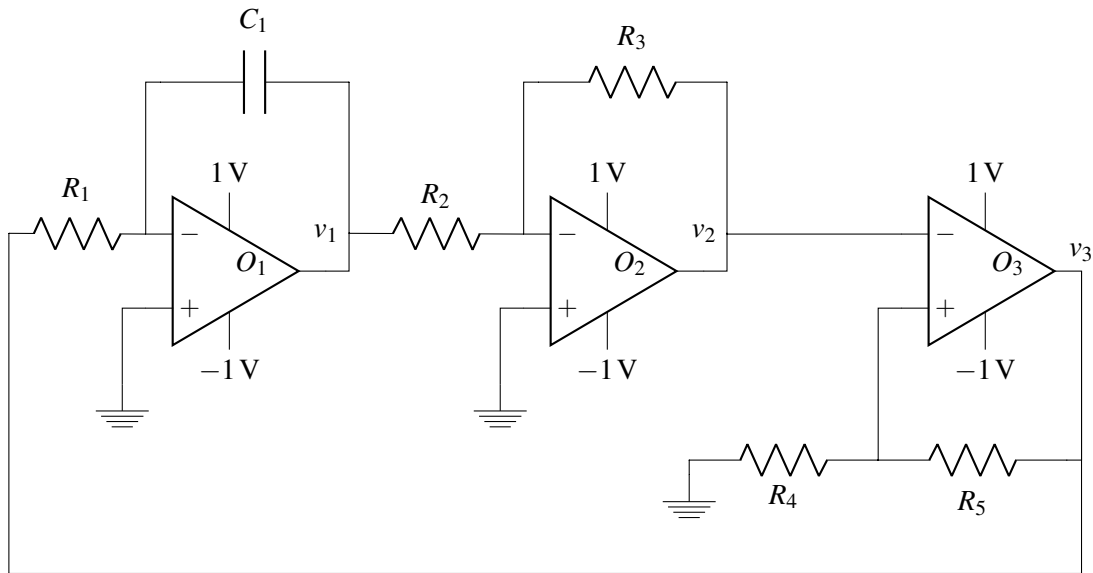 C₁
R₃
1 V
1 V
1 V
R₁
R₂
−
−
−
v₁
v₂
v₃
O₁
O₂
O₃
+
+
+
−1 V
−1 V
−1 V
R₄
R₅